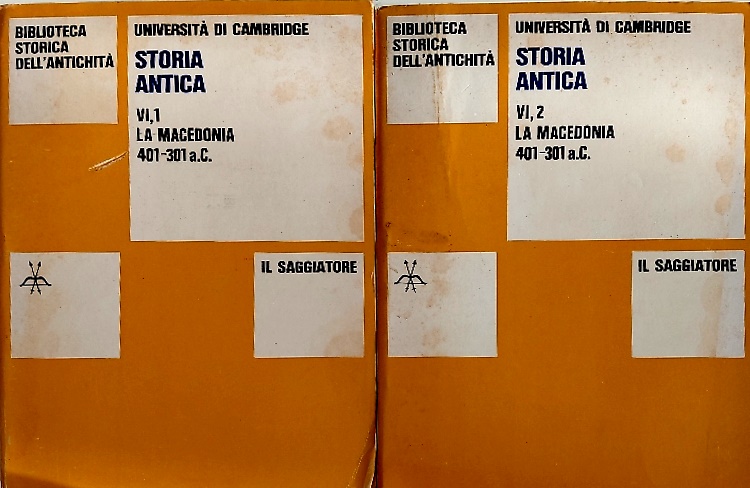 BIBLIOTECA
STORICA
DELL'ANTICHITÀ
UNIVERSITÀ DI CAMBRIDGE
STORIA
ANTICA
VI,1
LA MACEDONIA
401-301 a.C.
IL SAGGIATORE
BIBLIOTECA
STORICA
DELL'ANTICHITÀ
UNIVERSITÀ DI CAMBRIDGE
STORIA
ANTICA
VI,2
LA MACEDONIA
401-301 a.C.
IL SAGGIATORE